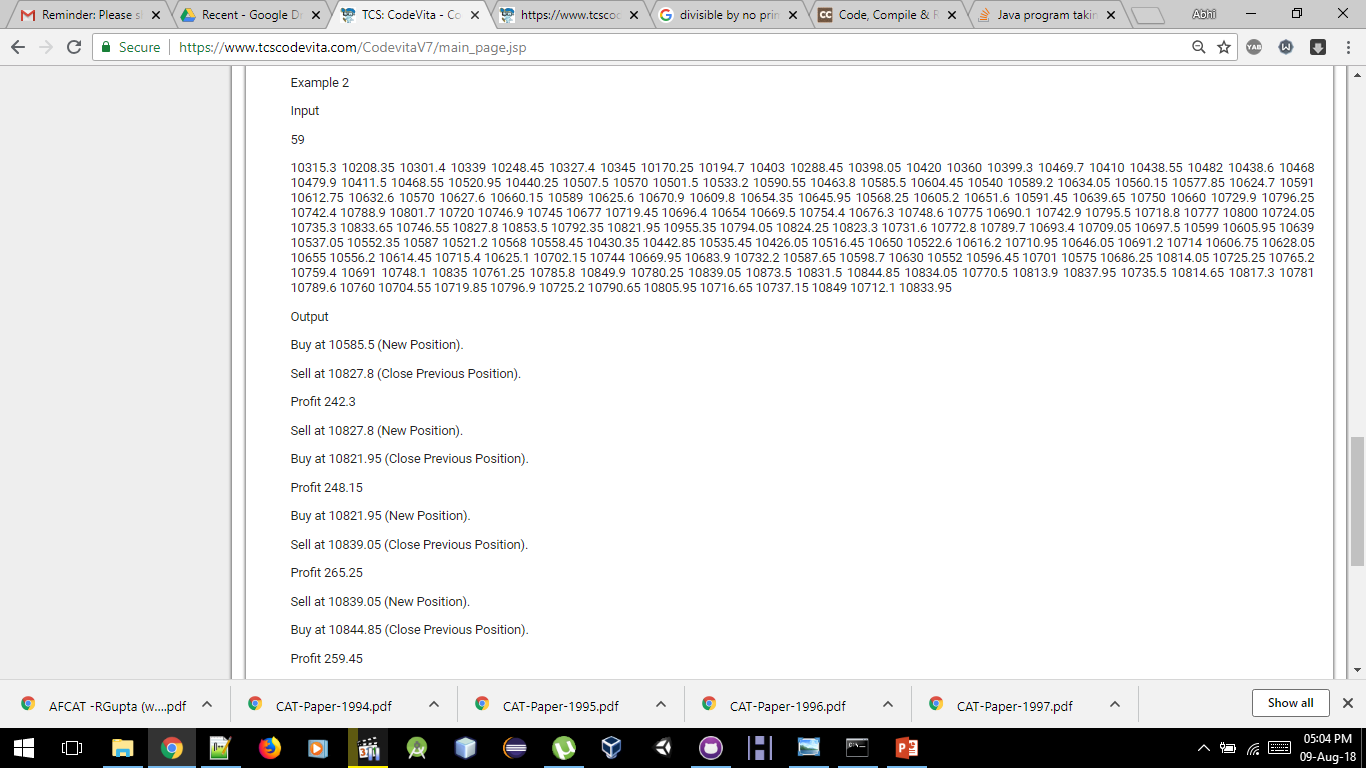 Reminder: Please s
Recent - Google D
TCS: CodeVita - Co
https://www.tcscoc
divisible by no prin
Code, Compile & R
Java program takin
Abhi
Secure
https://www.tcscodevita.com/CodevitaV7/main_page.jsp
YAB
Example 2
Input
59
10315.3 10208.35 10301.4 10339 10248.45 10327.4 10345 10170.25 10194.7 10403 10288.45 10398.05 10420 10360 10399.3 10469.7 10410 10438.55 10482 10438.6 10468
10479.9 10411.5 10468.55 10520.95 10440.25 10507.5 10570 10501.5 10533.2 10590.55 10463.8 10585.5 10604.45 10540 10589.2 10634.05 10560.15 10577.85 10624.7 10591
10612.75 10632.6 10570 10627.6 10660.15 10589 10625.6 10670.9 10609.8 10654.35 10645.95 10568.25 10605.2 10651.6 10591.45 10639.65 10750 10660 10729.9 10796.25
10742.4 10788.9 10801.7 10720 10746.9 10745 10677 10719.45 10696.4 10654 10669.5 10754.4 10676.3 10748.6 10775 10690.1 10742.9 10795.5 10718.8 10777 10800 10724.05
10735.3 10833.65 10746.55 10827.8 10853.5 10792.35 10821.95 10955.35 10794.05 10824.25 10823.3 10731.6 10772.8 10789.7 10693.4 10709.05 10697.5 10599 10605.95 10639
10537.05 10552.35 10587 10521.2 10568 10558.45 10430.35 10442.85 10535.45 10426.05 10516.45 10650 10522.6 10616.2 10710.95 10646.05 10691.2 10714 10606.75 10628.05
10655 10556.2 10614.45 10715.4 10625.1 10702.15 10744 10669.95 10683.9 10732.2 10587.65 10598.7 10630 10552 10596.45 10701 10575 10686.25 10814.05 10725.25 10765.2
10759.4 10691 10748.1 10835 10761.25 10785.8 10849.9 10780.25 10839.05 10873.5 10831.5 10844.85 10834.05 10770.5 10813.9 10837.95 10735.5 10814.65 10817.3 10781
10789.6 10760 10704.55 10719.85 10796.9 10725.2 10790.65 10805.95 10716.65 10737.15 10849 10712.1 10833.95
Output
Buy at 10585.5 (New Position).
Sell at 10827.8 (Close Previous Position).
Profit 242.3
Sell at 10827.8 (New Position).
Buy at 10821.95 (Close Previous Position).
Profit 248.15
Buy at 10821.95 (New Position).
Sell at 10839.05 (Close Previous Position).
Profit 265.25
Sell at 10839.05 (New Position).
Buy at 10844.85 (Close Previous Position).
Profit 259.45
AFCAT -RGupta (w....pdf
CAT-Paper-1994.pdf
CAT-Paper-1995.pdf
CAT-Paper-1996.pdf
CAT-Paper-1997.pdf
Show all
05:04 PM
09-Aug-18